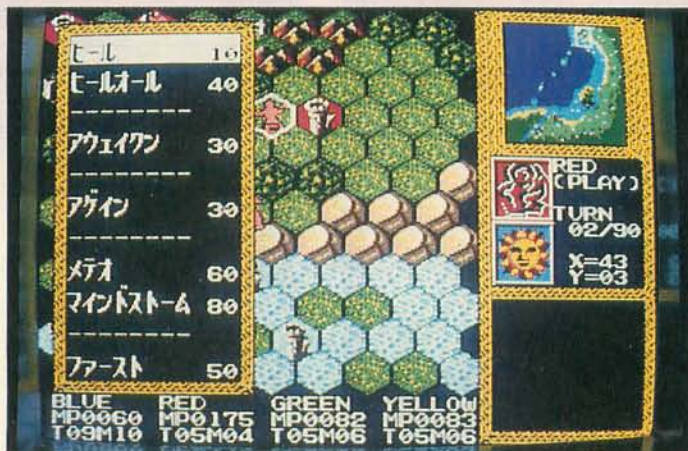 ヒール 10
ヒールオール 40
--------
アウェイクン 30
--------
アゲイン 30
--------
メテオ 60
マインドストーム 80
--------
ファースト 50
RED
(PLAY)
TURN
02/90
X=43
Y=03
BLUE RED GREEN YELLOW
MP0060 MP0175 MP0082 MP0083
T09M10 T05M04 T05M06 T05M06